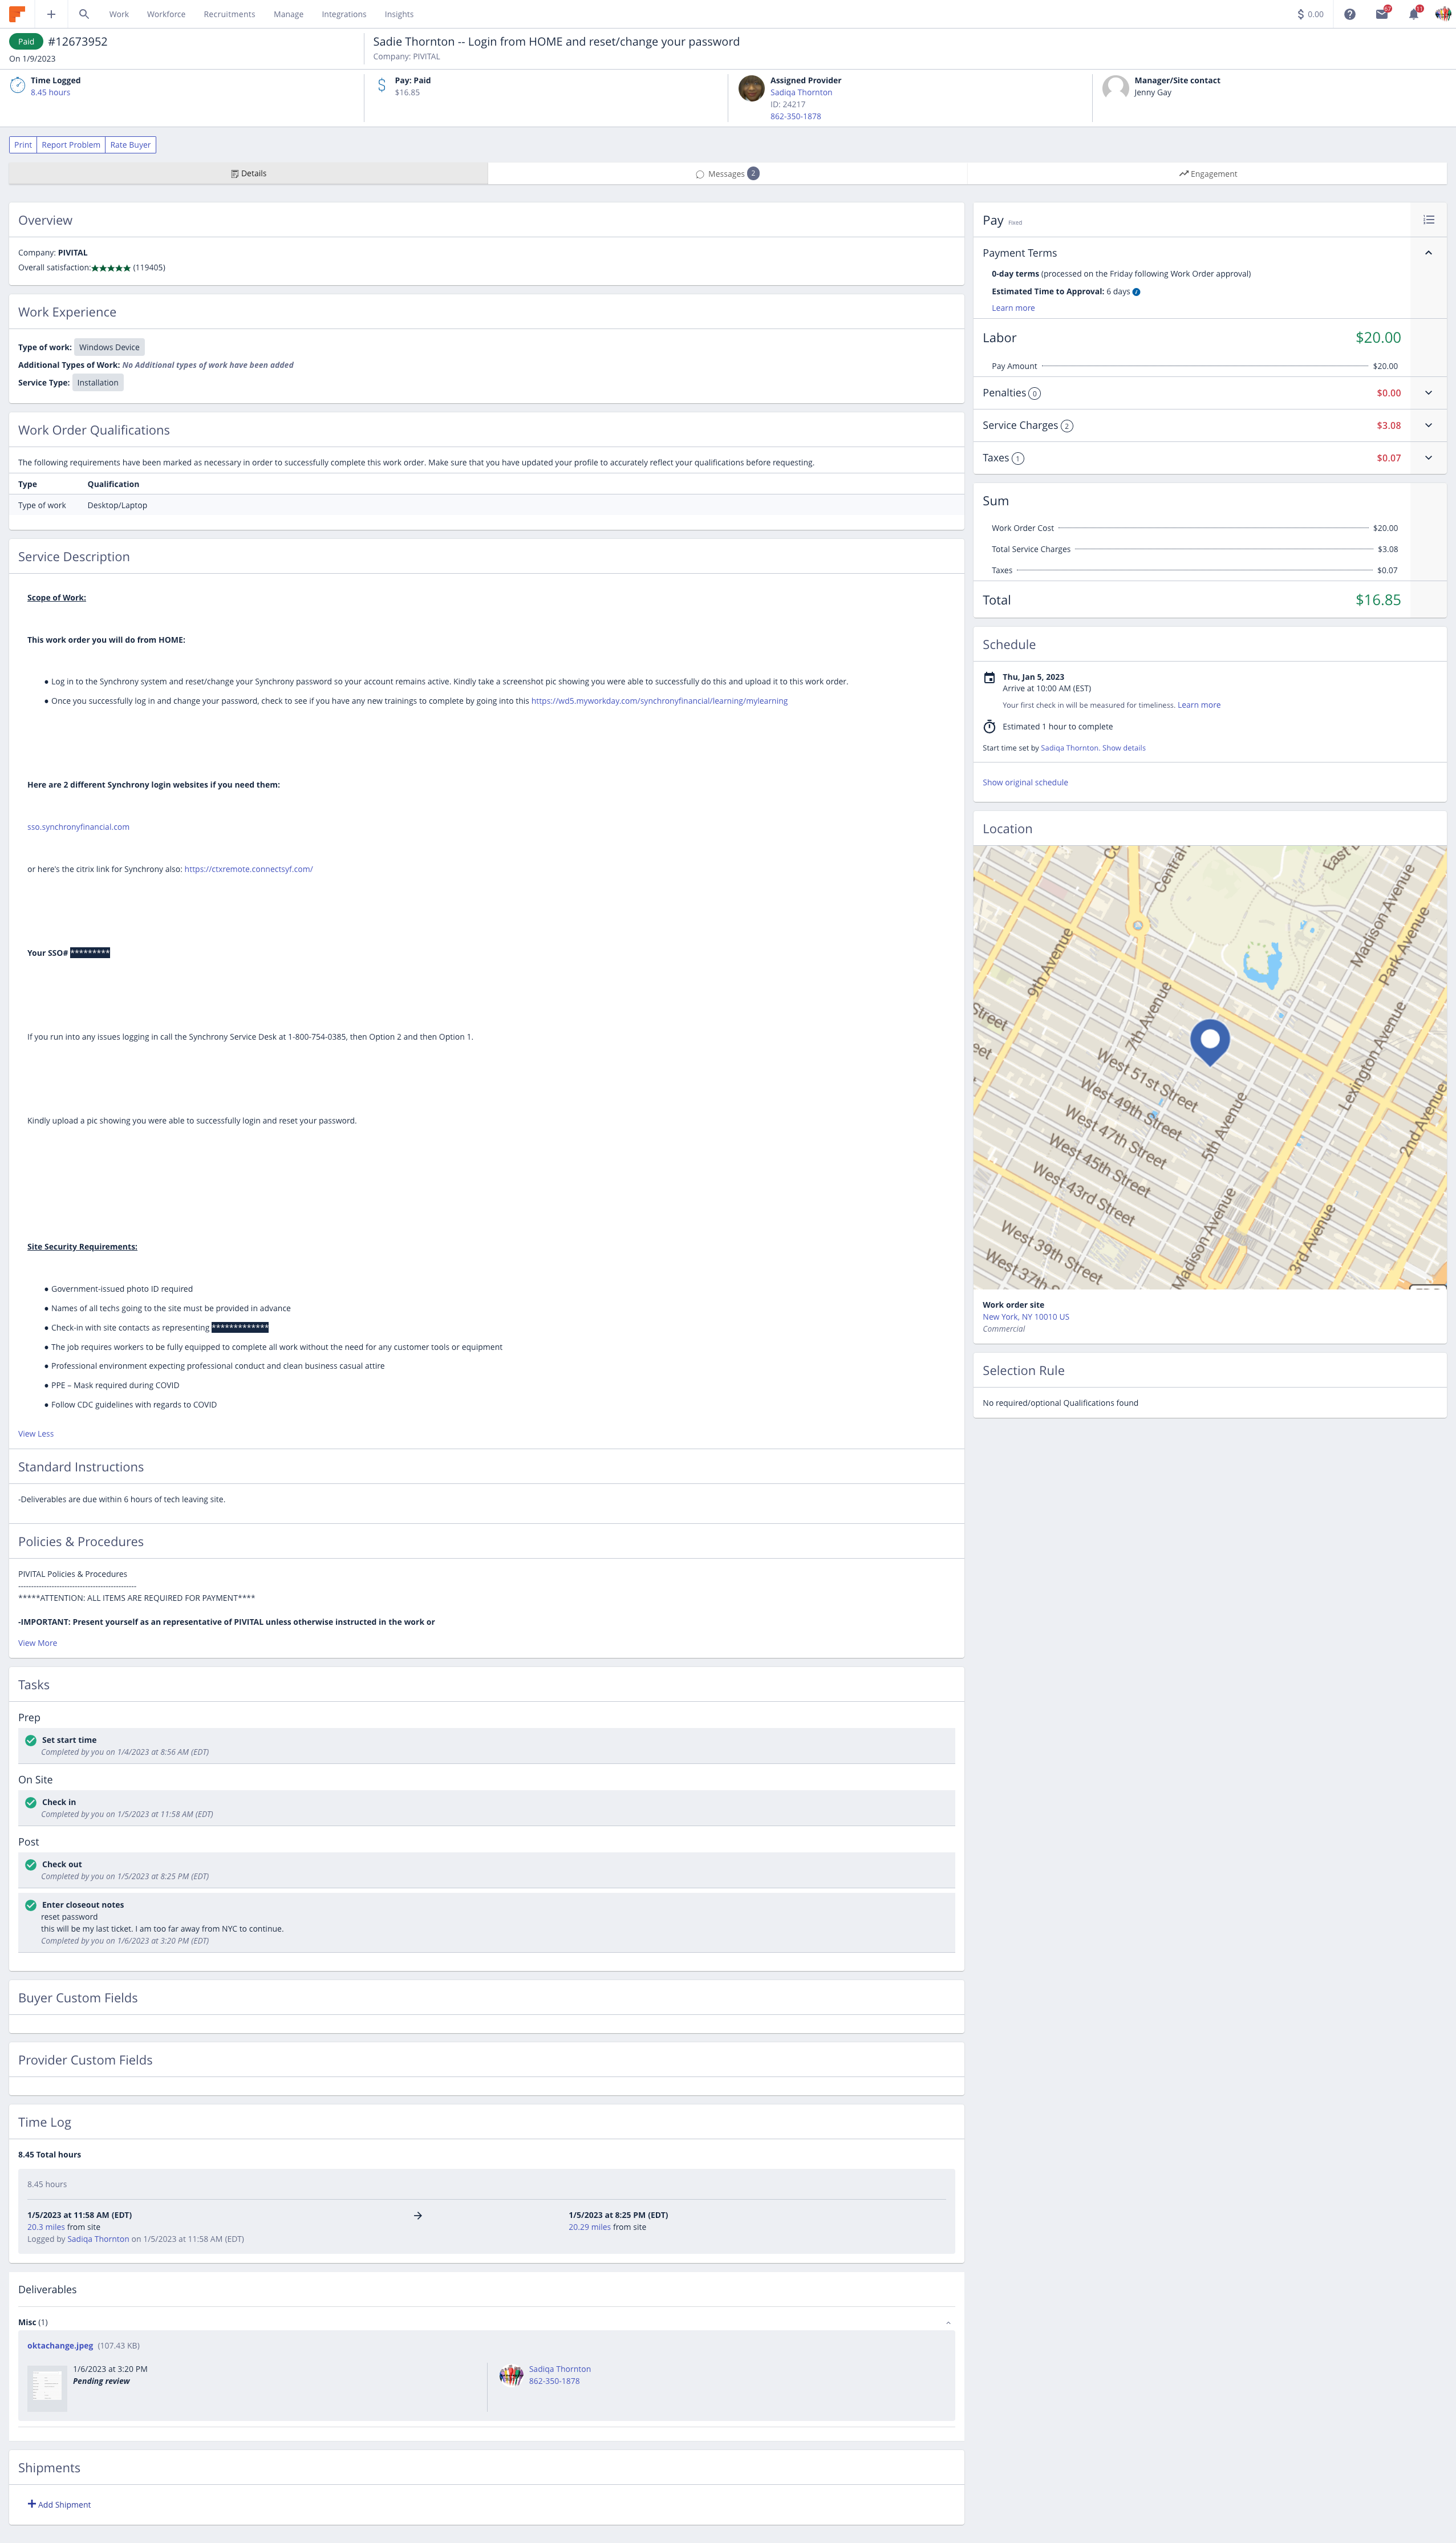 Work Workforce Recruitments Manage Integrations Insights
$ 0.00
Paid #12673952
On 1/9/2023
Sadie Thornton -- Login from HOME and reset/change your password
Company: PIVITAL
Time Logged
8.45 hours
Pay: Paid
$16.85
Assigned Provider
Sadiqa Thornton
ID: 24217
862-350-1878
Manager/Site contact
Jenny Gay
Print Report Problem Rate Buyer
Details
Messages 2
Engagement
Overview
Company: PIVITAL
Overall satisfaction:★★★★★ (119405)
Work Experience
Type of work: Windows Device
Additional Types of Work: No Additional types of work have been added
Service Type: Installation
Work Order Qualifications
The following requirements have been marked as necessary in order to successfully complete this work order. Make sure that you have updated your profile to accurately reflect your qualifications before requesting.
Type Qualification
Type of work Desktop/Laptop
Service Description
Scope of Work:
This work order you will do from HOME:
● Log in to the Synchrony system and reset/change your Synchrony password so your account remains active. Kindly take a screenshot pic showing you were able to successfully do this and upload it to this work order.
● Once you successfully log in and change your password, check to see if you have any new trainings to complete by going into this https://wd5.myworkday.com/synchronyfinancial/learning/mylearning
Here are 2 different Synchrony login websites if you need them:
sso.synchronyfinancial.com
or here's the citrix link for Synchrony also: https://ctxremote.connectsyf.com/
Your SSO# *********
If you run into any issues logging in call the Synchrony Service Desk at 1-800-754-0385, then Option 2 and then Option 1.
Kindly upload a pic showing you were able to successfully login and reset your password.
Site Security Requirements:
● Government-issued photo ID required
● Names of all techs going to the site must be provided in advance
● Check-in with site contacts as representing *************
● The job requires workers to be fully equipped to complete all work without the need for any customer tools or equipment
● Professional environment expecting professional conduct and clean business casual attire
● PPE – Mask required during COVID
● Follow CDC guidelines with regards to COVID
View Less
Standard Instructions
-Deliverables are due within 6 hours of tech leaving site.
Policies & Procedures
PIVITAL Policies & Procedures
----------------------------------------------
*****ATTENTION: ALL ITEMS ARE REQUIRED FOR PAYMENT****
-IMPORTANT: Present yourself as an representative of PIVITAL unless otherwise instructed in the work or
View More
Tasks
Prep
Set start time
Completed by you on 1/4/2023 at 8:56 AM (EDT)
On Site
Check in
Completed by you on 1/5/2023 at 11:58 AM (EDT)
Post
Check out
Completed by you on 1/5/2023 at 8:25 PM (EDT)
Enter closeout notes
reset password
this will be my last ticket. I am too far away from NYC to continue.
Completed by you on 1/6/2023 at 3:20 PM (EDT)
Buyer Custom Fields
Provider Custom Fields
Time Log
8.45 Total hours
8.45 hours
1/5/2023 at 11:58 AM (EDT) → 1/5/2023 at 8:25 PM (EDT)
20.3 miles from site 20.29 miles from site
Logged by Sadiqa Thornton on 1/5/2023 at 11:58 AM (EDT)
Deliverables
Misc (1)
oktachange.jpeg (107.43 KB)
1/6/2023 at 3:20 PM
Pending review
Sadiqa Thornton
862-350-1878
Shipments
+ Add Shipment
Pay Fixed
Payment Terms
0-day terms (processed on the Friday following Work Order approval)
Estimated Time to Approval: 6 days
Learn more
Labor $20.00
Pay Amount $20.00
Penalties 0 $0.00
Service Charges 2 $3.08
Taxes 1 $0.07
Sum
Work Order Cost $20.00
Total Service Charges $3.08
Taxes $0.07
Total $16.85
Schedule
Thu, Jan 5, 2023
Arrive at 10:00 AM (EST)
Your first check in will be measured for timeliness. Learn more
Estimated 1 hour to complete
Start time set by Sadiqa Thornton. Show details
Show original schedule
Location
Central
East
Madison Avenue
Park Avenue
9th Avenue
7th Avenue
Street
West 51st Street
West 49th Street
West 47th Street
West 45th Street
West 43rd Street
West 39th Street
West 37th
5th Avenue
Lexington Avenue
2nd Avenue
Madison Avenue
3rd Avenue
Work order site
New York, NY 10010 US
Commercial
Selection Rule
No required/optional Qualifications found